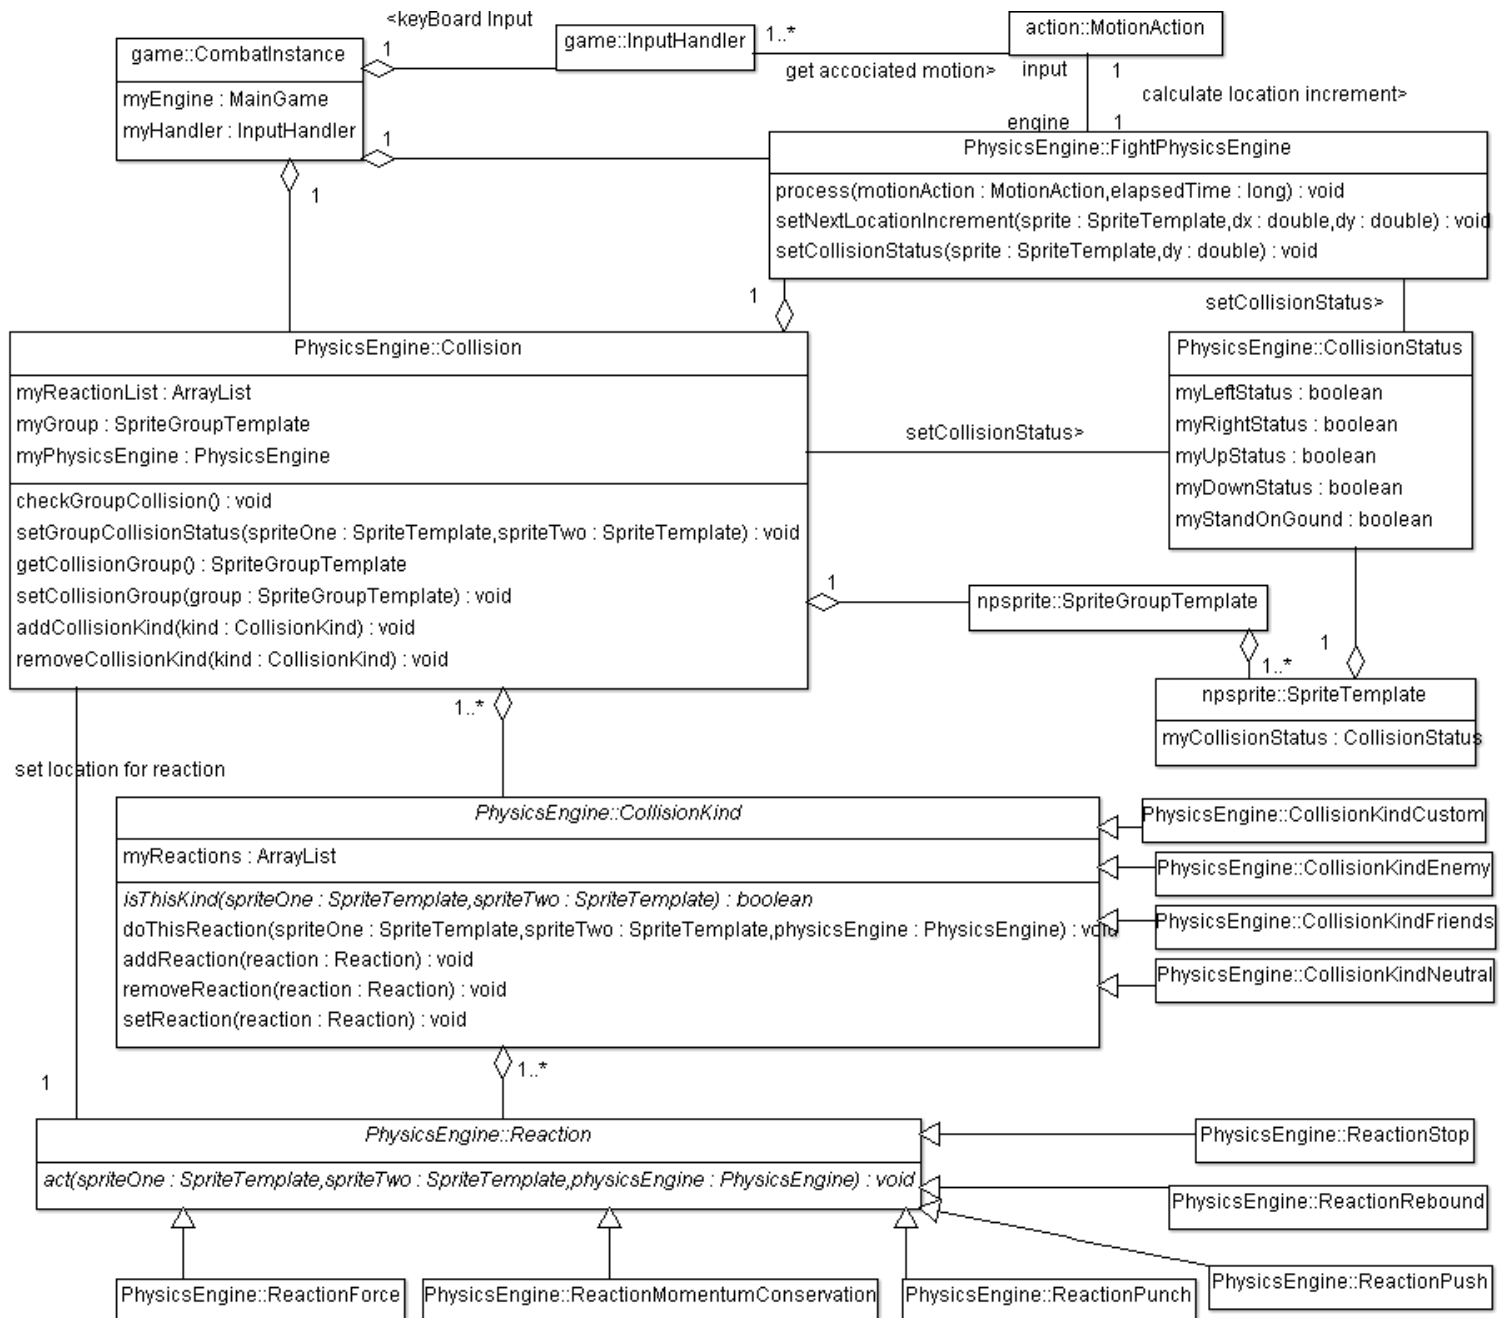 <keyBoard Input
game::CombatInstance
myEngine : MainGame
myHandler : InputHandler
1
game::InputHandler
1..*
get accociated motion>
input
action::MotionAction
1
calculate location increment>
engine
1
1
1
PhysicsEngine::FightPhysicsEngine
process(motionAction : MotionAction,elapsedTime : long) : void
setNextLocationIncrement(sprite : SpriteTemplate,dx : double,dy : double) : void
setCollisionStatus(sprite : SpriteTemplate,dy : double) : void
1
setCollisionStatus>
PhysicsEngine::Collision
myReactionList : ArrayList
myGroup : SpriteGroupTemplate
myPhysicsEngine : PhysicsEngine
checkGroupCollision() : void
setGroupCollisionStatus(spriteOne : SpriteTemplate,spriteTwo : SpriteTemplate) : void
getCollisionGroup() : SpriteGroupTemplate
setCollisionGroup(group : SpriteGroupTemplate) : void
addCollisionKind(kind : CollisionKind) : void
removeCollisionKind(kind : CollisionKind) : void
setCollisionStatus>
PhysicsEngine::CollisionStatus
myLeftStatus : boolean
myRightStatus : boolean
myUpStatus : boolean
myDownStatus : boolean
myStandOnGound : boolean
1
npsprite::SpriteGroupTemplate
1..*
1
npsprite::SpriteTemplate
myCollisionStatus : CollisionStatus
1..*
set location for reaction
PhysicsEngine::CollisionKind
myReactions : ArrayList
isThisKind(spriteOne : SpriteTemplate,spriteTwo : SpriteTemplate) : boolean
doThisReaction(spriteOne : SpriteTemplate,spriteTwo : SpriteTemplate,physicsEngine : PhysicsEngine) : void
addReaction(reaction : Reaction) : void
removeReaction(reaction : Reaction) : void
setReaction(reaction : Reaction) : void
PhysicsEngine::CollisionKindCustom
PhysicsEngine::CollisionKindEnemy
PhysicsEngine::CollisionKindFriends
PhysicsEngine::CollisionKindNeutral
1..*
1
PhysicsEngine::Reaction
act(spriteOne : SpriteTemplate,spriteTwo : SpriteTemplate,physicsEngine : PhysicsEngine) : void
PhysicsEngine::ReactionStop
PhysicsEngine::ReactionRebound
PhysicsEngine::ReactionPush
PhysicsEngine::ReactionForce
PhysicsEngine::ReactionMomentumConservation
PhysicsEngine::ReactionPunch